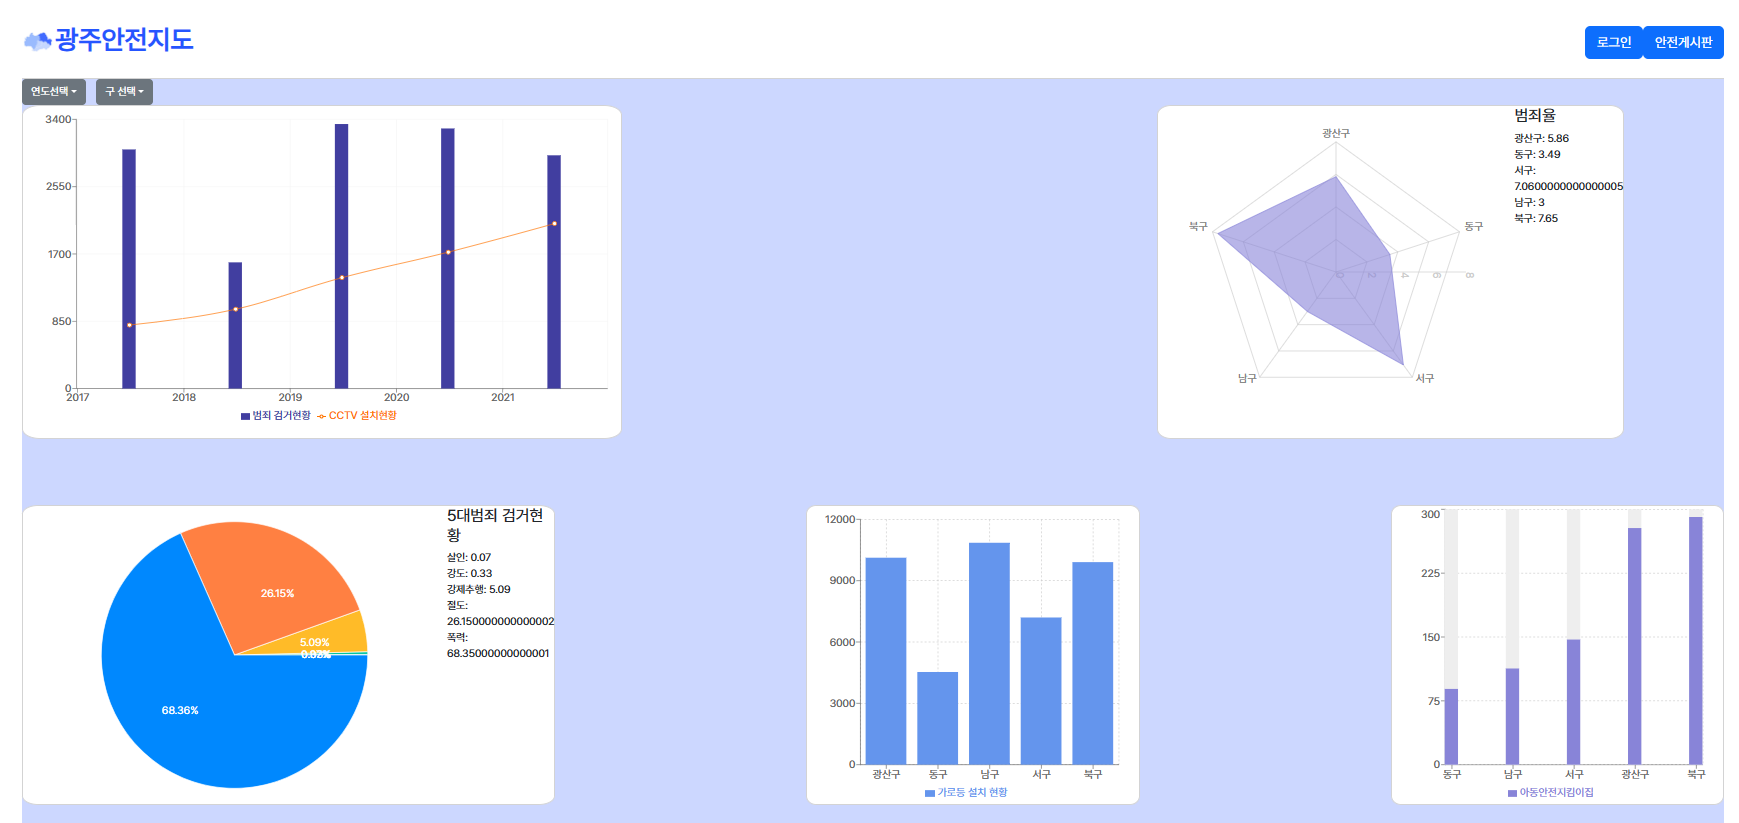 광주안전지도
로그인
안전게시판
연도선택
구 선택
3400
2550
1700
850
0
2017
2018
2019
2020
2021
범죄 검거현황
CCTV 설치현황
광산구
동구
서구
남구
북구
0
2
4
6
8
범죄율
광산구: 5.86
동구: 3.49
서구:
7.0600000000000005
남구: 3
북구: 7.65
26.15%
5.09%
68.36%
5대범죄 검거현
황
살인: 0.07
강도: 0.33
강제추행: 5.09
절도:
26.150000000000002
폭력:
68.35000000000001
12000
9000
6000
3000
0
광산구
동구
남구
서구
북구
가로등 설치 현황
300
225
150
75
0
동구
남구
서구
광산구
북구
아동안전지킴이집